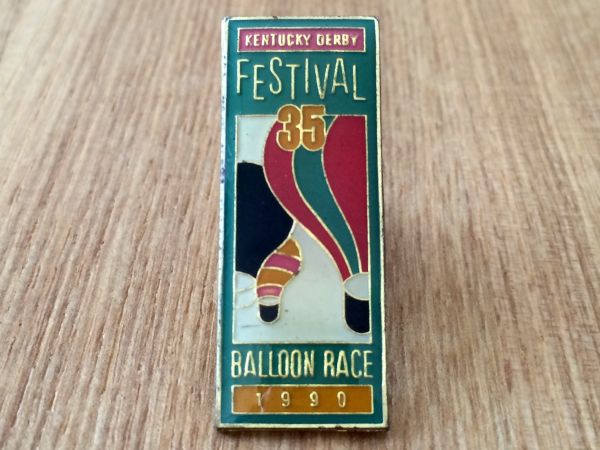 KENTUCKY DERBY
FESTIVAL
35
BALLOON RACE
1990